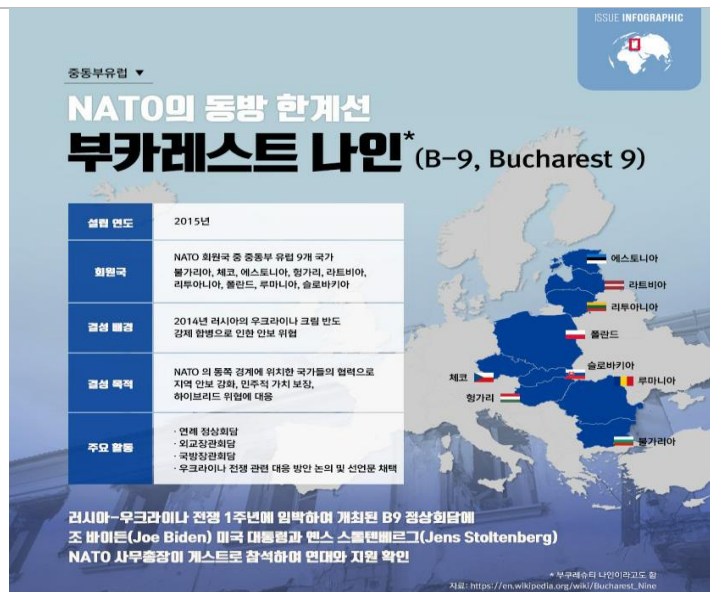 ISSUE INFOGRAPHIC
중동부유럽 ▼
NATO의 동방 한계선
부카레스트 나인* (B-9, Bucharest 9)
설립 연도
2015년
회원국
NATO 회원국 중 중동부 유럽 9개 국가
불가리아, 체코, 에스토니아, 헝가리, 라트비아,
리투아니아, 폴란드, 루마니아, 슬로바키아
결성 배경
2014년 러시아의 우크라이나 크림 반도
강제 합병으로 인한 안보 위협
결성 목적
NATO 의 동쪽 경계에 위치한 국가들의 협력으로
지역 안보 강화, 민주적 가치 보장,
하이브리드 위협에 대응
주요 활동
· 연례 정상회담
· 외교장관회담
· 국방장관회담
· 우크라이나 전쟁 관련 대응 방안 논의 및 선언문 채택
에스토니아
라트비아
리투아니아
폴란드
슬로바키아
체코
루마니아
헝가리
불가리아
러시아-우크라이나 전쟁 1주년에 임박하여 개최된 B9 정상회담에
조 바이든(Joe Biden) 미국 대통령과 옌스 스톨텐베르그(Jens Stoltenberg)
NATO 사무총장이 게스트로 참석하여 연대와 지원 확인
* 부쿠레슈티 나인이라고도 함
자료: https://en.wikipedia.org/wiki/Bucharest_Nine